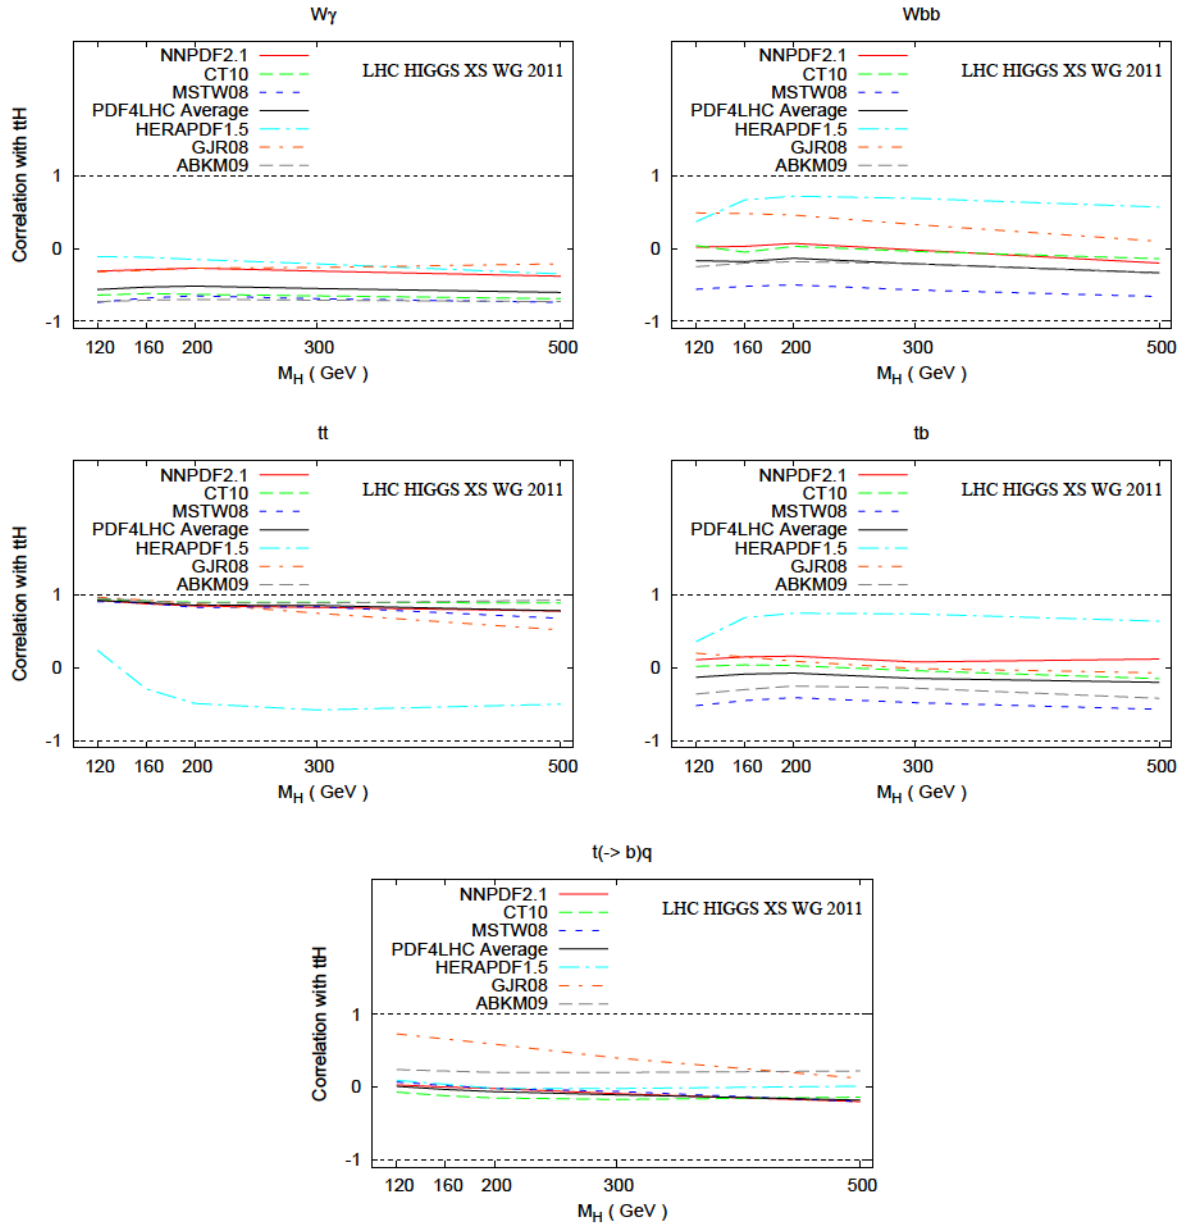 Wγ
NNPDF2.1
CT10
MSTW08
PDF4LHC Average
HERAPDF1.5
GJR08
ABKM09
LHC HIGGS XS WG 2011
Correlation with ttH
1
0
-1
120 160 200 300 500
M_H ( GeV )
Wbb
NNPDF2.1
CT10
MSTW08
PDF4LHC Average
HERAPDF1.5
GJR08
ABKM09
LHC HIGGS XS WG 2011
1
0
-1
120 160 200 300 500
M_H ( GeV )
tt
NNPDF2.1
CT10
MSTW08
PDF4LHC Average
HERAPDF1.5
GJR08
ABKM09
LHC HIGGS XS WG 2011
Correlation with ttH
1
0
-1
120 160 200 300 500
M_H ( GeV )
tb
NNPDF2.1
CT10
MSTW08
PDF4LHC Average
HERAPDF1.5
GJR08
ABKM09
LHC HIGGS XS WG 2011
1
0
-1
120 160 200 300 500
M_H ( GeV )
t(-> b)q
NNPDF2.1
CT10
MSTW08
PDF4LHC Average
HERAPDF1.5
GJR08
ABKM09
LHC HIGGS XS WG 2011
Correlation with ttH
1
0
-1
120 160 200 300 500
M_H ( GeV )